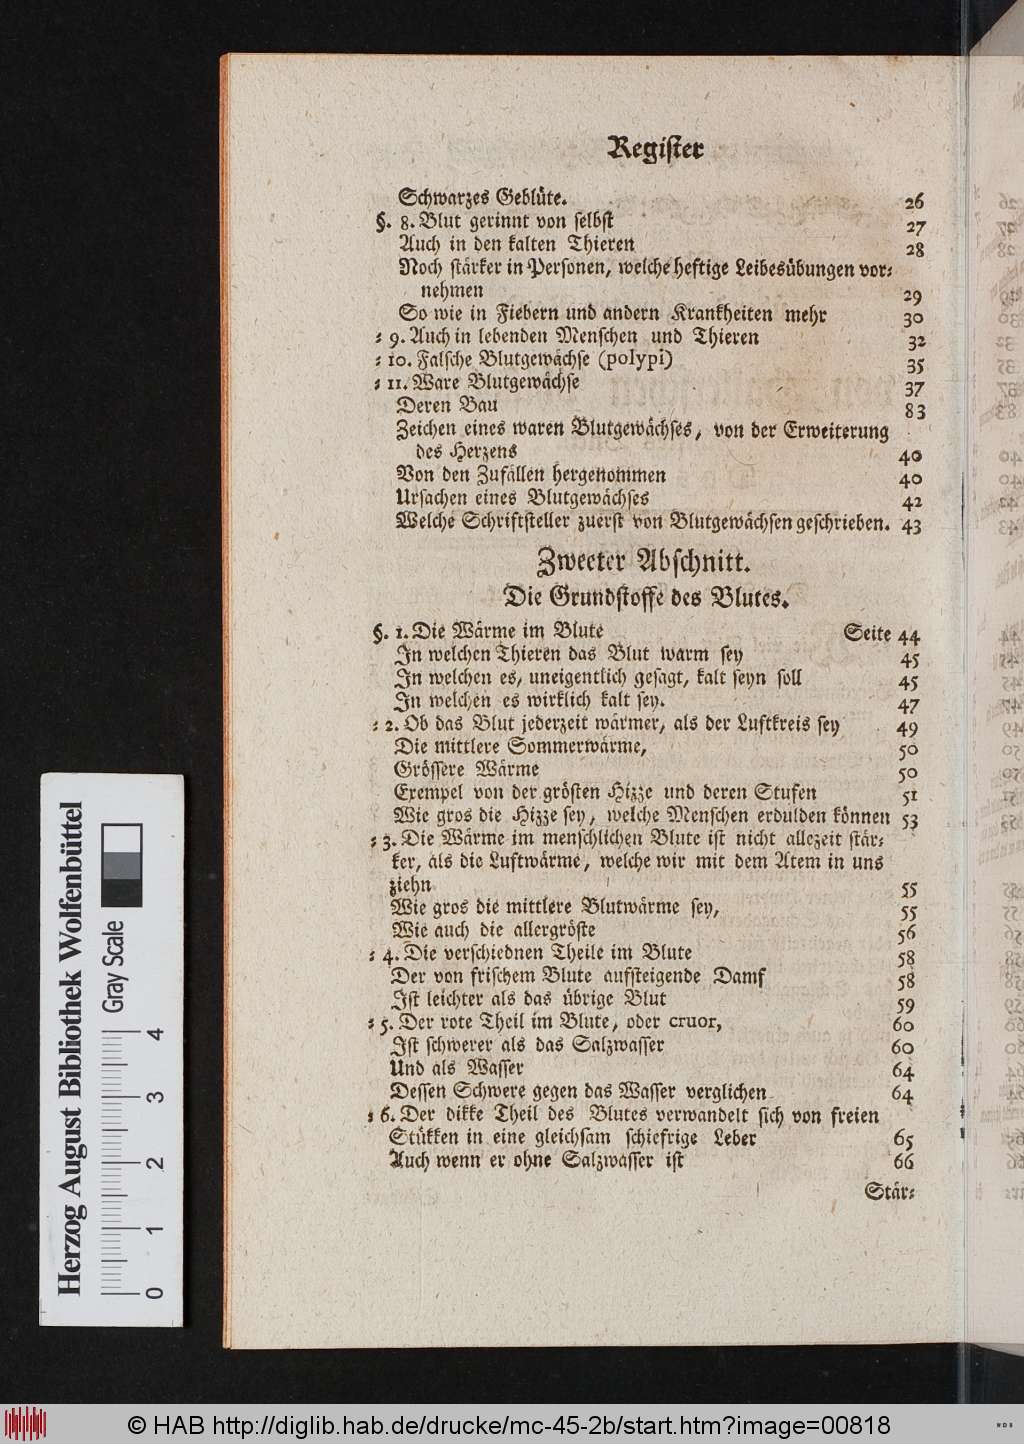 Register
Schwarzes Geblüte. 26
§. 8. Blut gerinnt von selbst 27
Auch in den kalten Thieren 28
Noch stärker in Personen, welche heftige Leibesübungen vor⸗
nehmen 29
So wie in Fiebern und andern Krankheiten mehr 30
⸗ 9. Auch in lebenden Menschen und Thieren 32
⸗ 10. Falsche Blutgewächse (polypi) 35
⸗ 11. Ware Blutgewächse 37
Deren Bau 83
Zeichen eines waren Blutgewächses, von der Erweiterung
des Herzens 40
Von den Zufällen hergenommen 40
Ursachen eines Blutgewächses 42
Welche Schriftsteller zuerst von Blutgewächsen geschrieben. 43
Zweeter Abschnitt.
Die Grundstoffe des Blutes.
§. 1. Die Wärme im Blute Seite 44
In welchen Thieren das Blut warm sey 45
In welchen es, uneigentlich gesagt, kalt seyn soll 45
In welchen es wirklich kalt sey. 47
⸗ 2. Ob das Blut jederzeit wärmer, als der Luftkreis sey 49
Die mittlere Sommerwärme, 50
Grössere Wärme 50
Exempel von der grösten Hizze und deren Stufen 51
Wie gros die Hizze sey, welche Menschen erdulden können 53
⸗ 3. Die Wärme im menschlichen Blute ist nicht allezeit stär⸗
ker, als die Luftwärme, welche wir mit dem Atem in uns
ziehn 55
Wie gros die mittlere Blutwärme sey, 55
Wie auch die allergröste 56
⸗ 4. Die verschiednen Theile im Blute 58
Der von frischem Blute aufsteigende Damf 58
Ist leichter als das übrige Blut 59
⸗ 5. Der rote Theil im Blute, oder cruor, 60
Ist schwerer als das Salzwasser 60
Und als Wasser 64
Dessen Schwere gegen das Wasser verglichen 64
⸗ 6. Der dikke Theil des Blutes verwandelt sich von freien
Stükken in eine gleichsam schiefrige Leber 65
Auch wenn er ohne Salzwasser ist 66
Stär⸗
Herzog August Bibliothek Wolfenbüttel
Gray Scale
0 1 2 3 4
© HAB http://diglib.hab.de/drucke/mc-45-2b/start.htm?image=00818